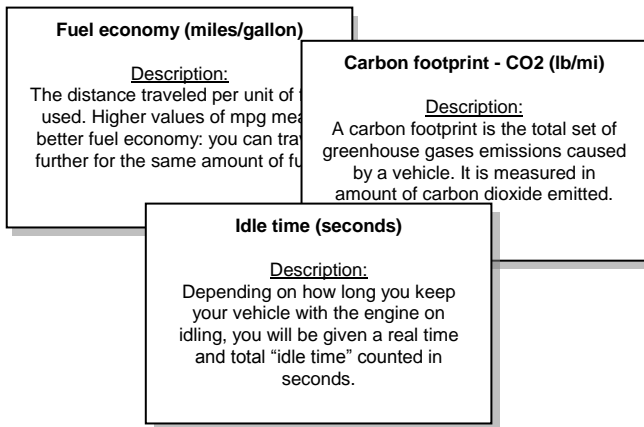 Fuel economy (miles/gallon)
Description:
The distance traveled per unit of
used. Higher values of mpg
better fuel economy: you can
further for the same amount of
Carbon footprint - CO2 (lb/mi)
Description:
A carbon footprint is the total set of
greenhouse gases emissions caused
by a vehicle. It is measured in
amount of carbon dioxide emitted.
Idle time (seconds)
Description:
Depending on how long you keep
your vehicle with the engine on
idling, you will be given a real time
and total “idle time” counted in
seconds.